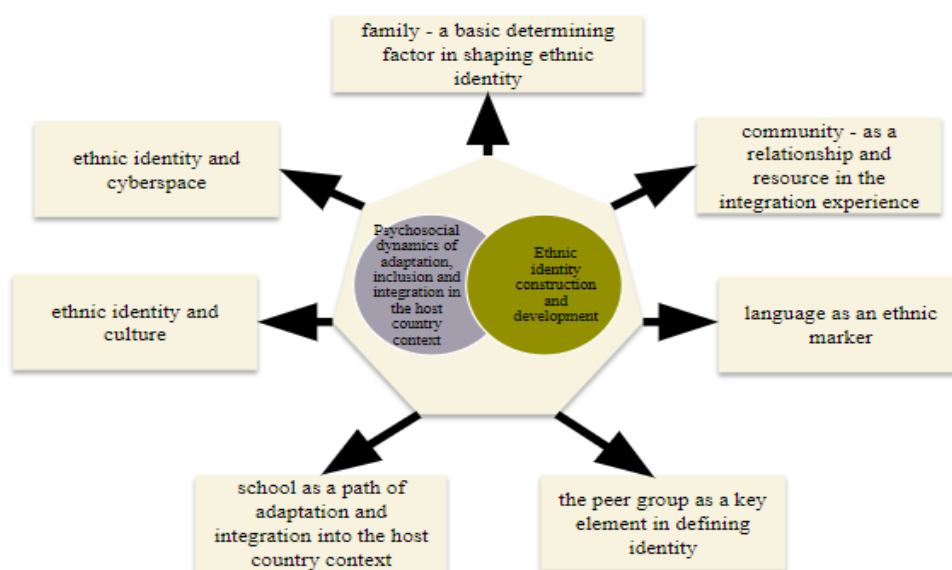 family - a basic determining
factor in shaping ethnic
identity
ethnic identity and
cyberspace
community - as a
relationship and
resource in the
integration experience
Psychosocial
dynamics of
adaptation,
inclusion and
integration in
the host
country
context
Ethnic
identity
construction
and
development
ethnic identity and
culture
language as an ethnic
marker
school as a path of
adaptation and
integration into the host
country context
the peer group as a key
element in defining
identity